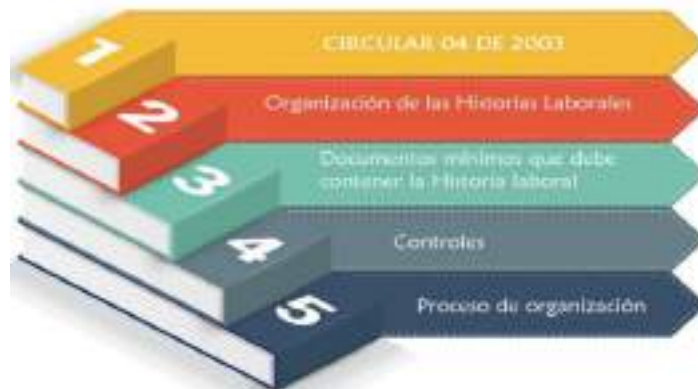 1
CIRCULAR 04 DE 2003
2
Organización de las Historias Laborales
3
Documentos mínimos que debe
contener la Historia laboral
4
Controles
5
Proceso de organización